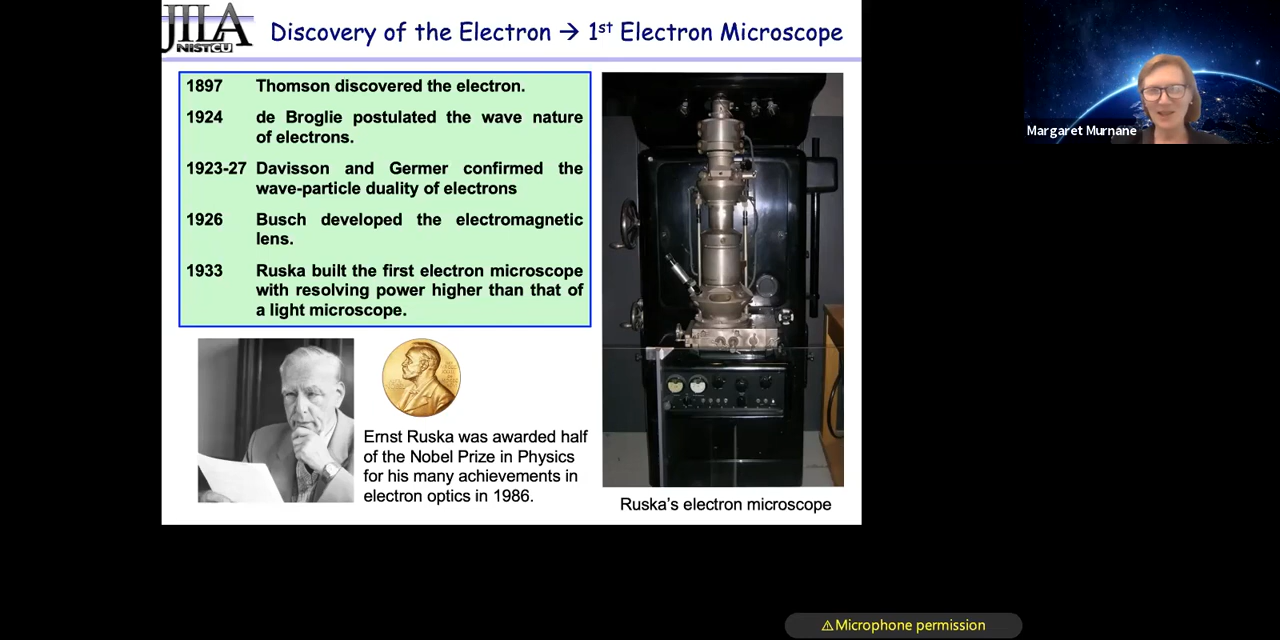 JILA
NIST CU
Discovery of the Electron → 1st Electron Microscope
1897 Thomson discovered the electron.
1924 de Broglie postulated the wave nature
of electrons.
1923-27 Davisson and Germer confirmed the
wave-particle duality of electrons
1926 Busch developed the electromagnetic
lens.
1933 Ruska built the first electron microscope
with resolving power higher than that of
a light microscope.
Ernst Ruska was awarded half
of the Nobel Prize in Physics
for his many achievements in
electron optics in 1986.
Ruska's electron microscope
Margaret Murnane
⚠Microphone permission